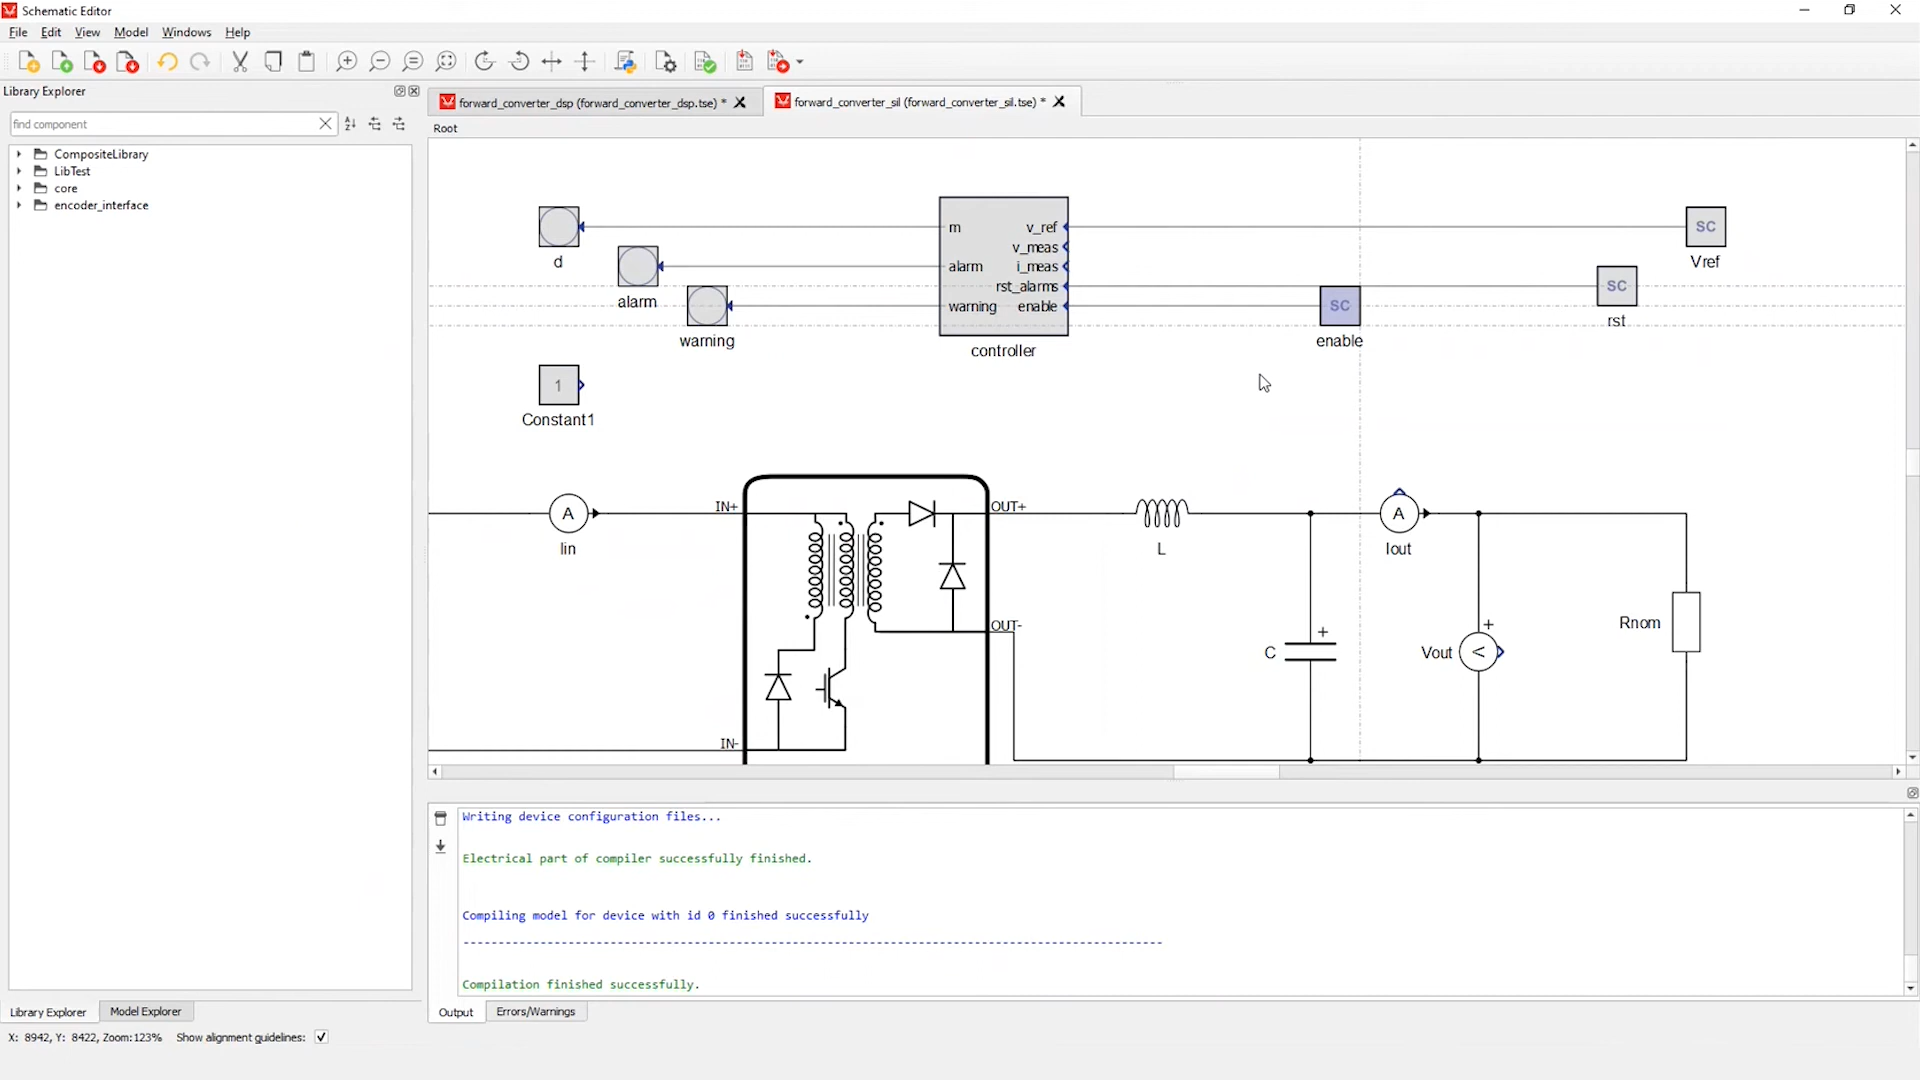 Schematic Editor
File Edit View Model Windows Help
Library Explorer
find component
CompositeLibrary
LibTest
core
encoder_interface
forward_converter_dsp (forward_converter_dsp.tse) *
forward_converter_sil (forward_converter_sil.tse) *
Root
d
alarm
warning
m
alarm
warning
v_ref
v_meas
i_meas
rst_alarms
enable
controller
SC
Vref
SC
rst
SC
enable
1
Constant1
A
Iin
IN+
IN-
OUT+
OUT-
L
A
Iout
C
+
Vout
+
Rnom
Writing device configuration files...
Electrical part of compiler successfully finished.
Compiling model for device with id 0 finished successfully
--------------------------------------------------------------------------------------------------
Compilation finished successfully.
Library Explorer Model Explorer
Output Errors/Warnings
X: 8942, Y: 8422, Zoom:123% Show alignment guidelines: